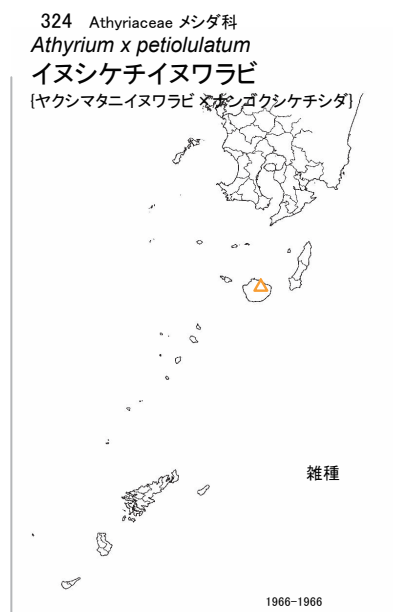 324 Athyriaceae メシダ科
Athyrium x petiolulatum
イヌシケチイヌワラビ
{ヤクシマタニイヌワラビ×ナンゴクシケチシダ}
雑種
1966-1966